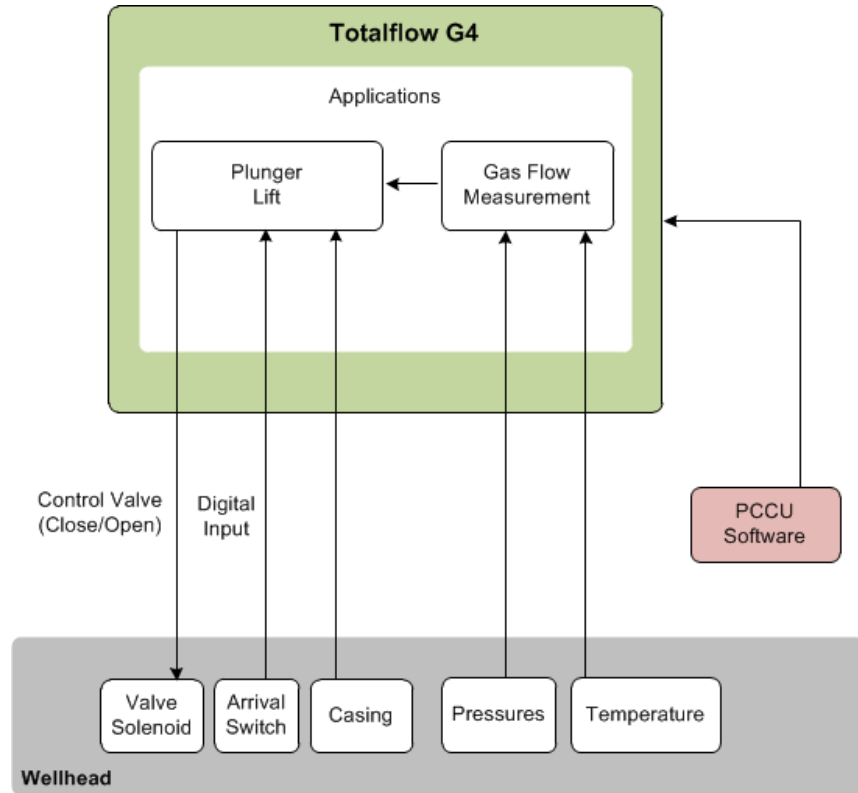 Totalflow G4
Applications
Plunger
Lift
Gas Flow
Measurement
Control Valve
(Close/Open)
Digital
Input
PCCU
Software
Valve
Solenoid
Arrival
Switch
Casing
Pressures
Temperature
Wellhead